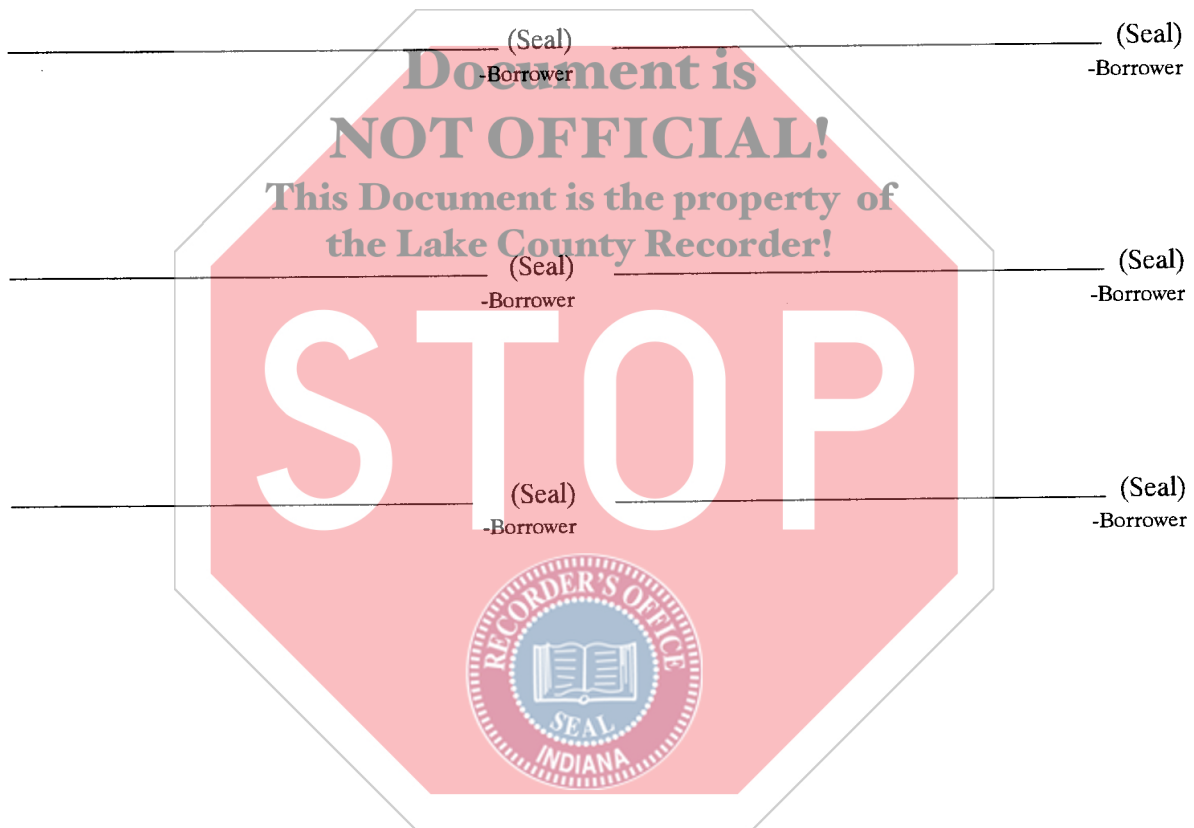 (Seal) (Seal)
-Borrower -Borrower
Document is
NOT OFFICIAL!
This Document is the property of
the Lake County Recorder!
(Seal) (Seal)
-Borrower -Borrower
STOP
(Seal) (Seal)
-Borrower -Borrower
RECORDER'S OFFICE
SEAL
INDIANA